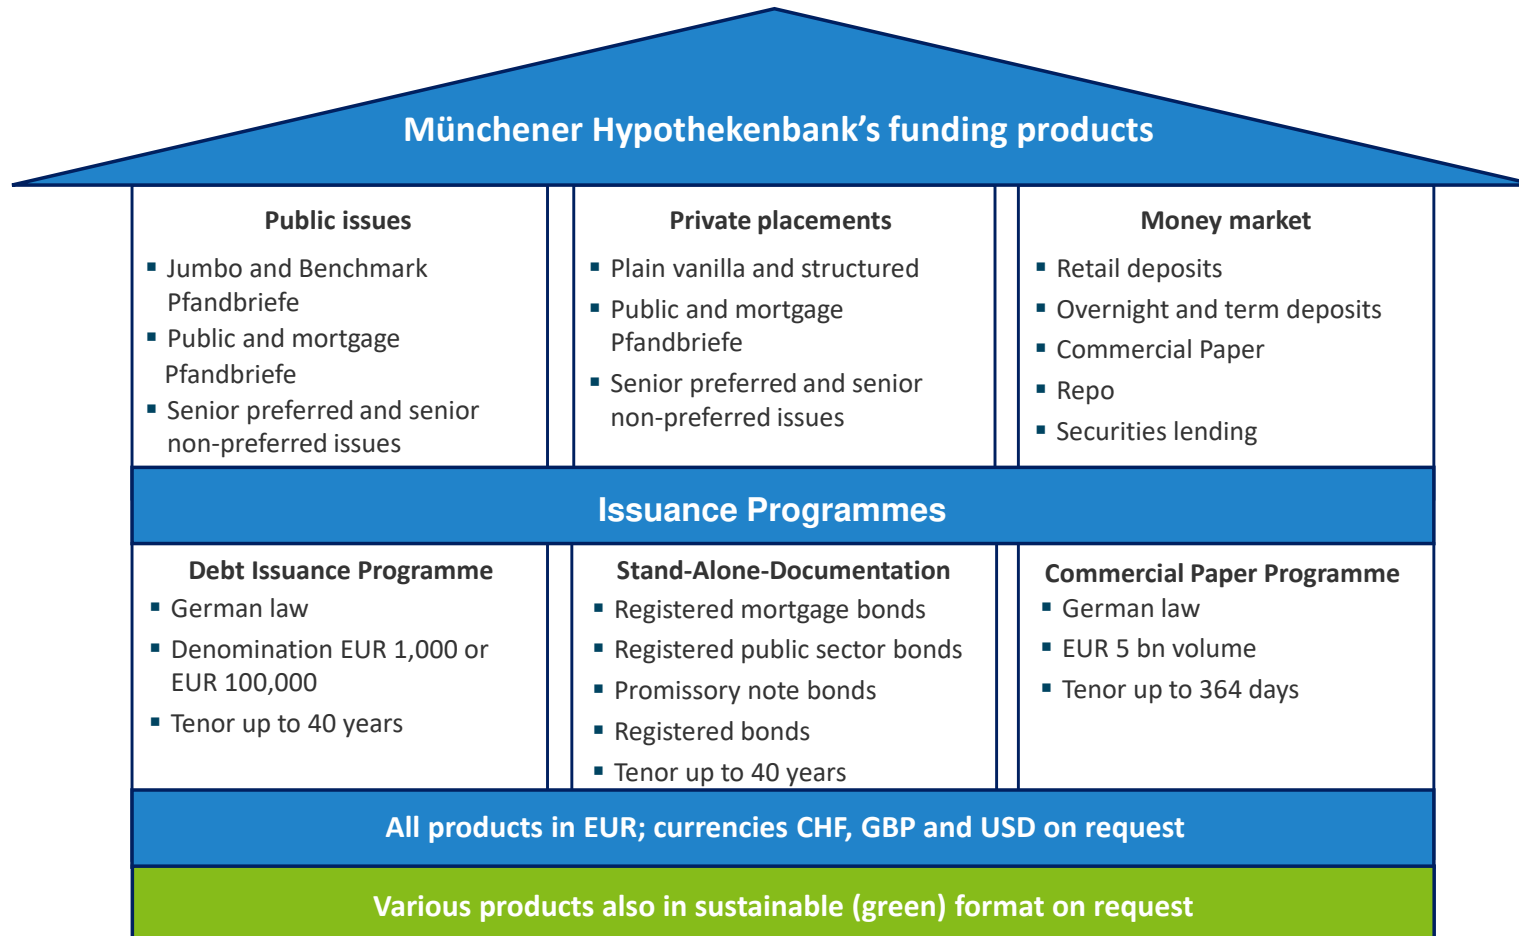 Münchener Hypothekenbank's funding products
Public issues
▪ Jumbo and Benchmark
Pfandbriefe
▪ Public and mortgage
Pfandbriefe
▪ Senior preferred and senior
non-preferred issues
Private placements
▪ Plain vanilla and structured
▪ Public and mortgage
Pfandbriefe
▪ Senior preferred and senior
non-preferred issues
Money market
▪ Retail deposits
▪ Overnight and term deposits
▪ Commercial Paper
▪ Repo
▪ Securities lending
Issuance Programmes
Debt Issuance Programme
▪ German law
▪ Denomination EUR 1,000 or
EUR 100,000
▪ Tenor up to 40 years
Stand-Alone-Documentation
▪ Registered mortgage bonds
▪ Registered public sector bonds
▪ Promissory note bonds
▪ Registered bonds
▪ Tenor up to 40 years
Commercial Paper Programme
▪ German law
▪ EUR 5 bn volume
▪ Tenor up to 364 days
All products in EUR; currencies CHF, GBP and USD on request
Various products also in sustainable (green) format on request